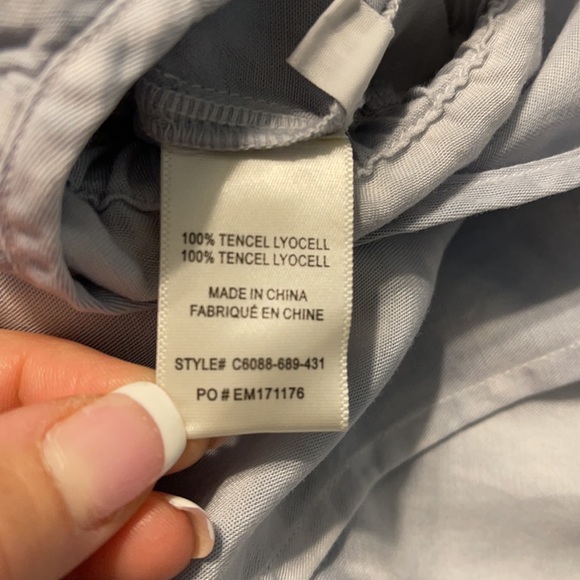 100% TENCEL LYOCELL
100% TENCEL LYOCELL
MADE IN CHINA
FABRIQUÉ EN CHINE
STYLE# C6088-689-431
PO # EM171176